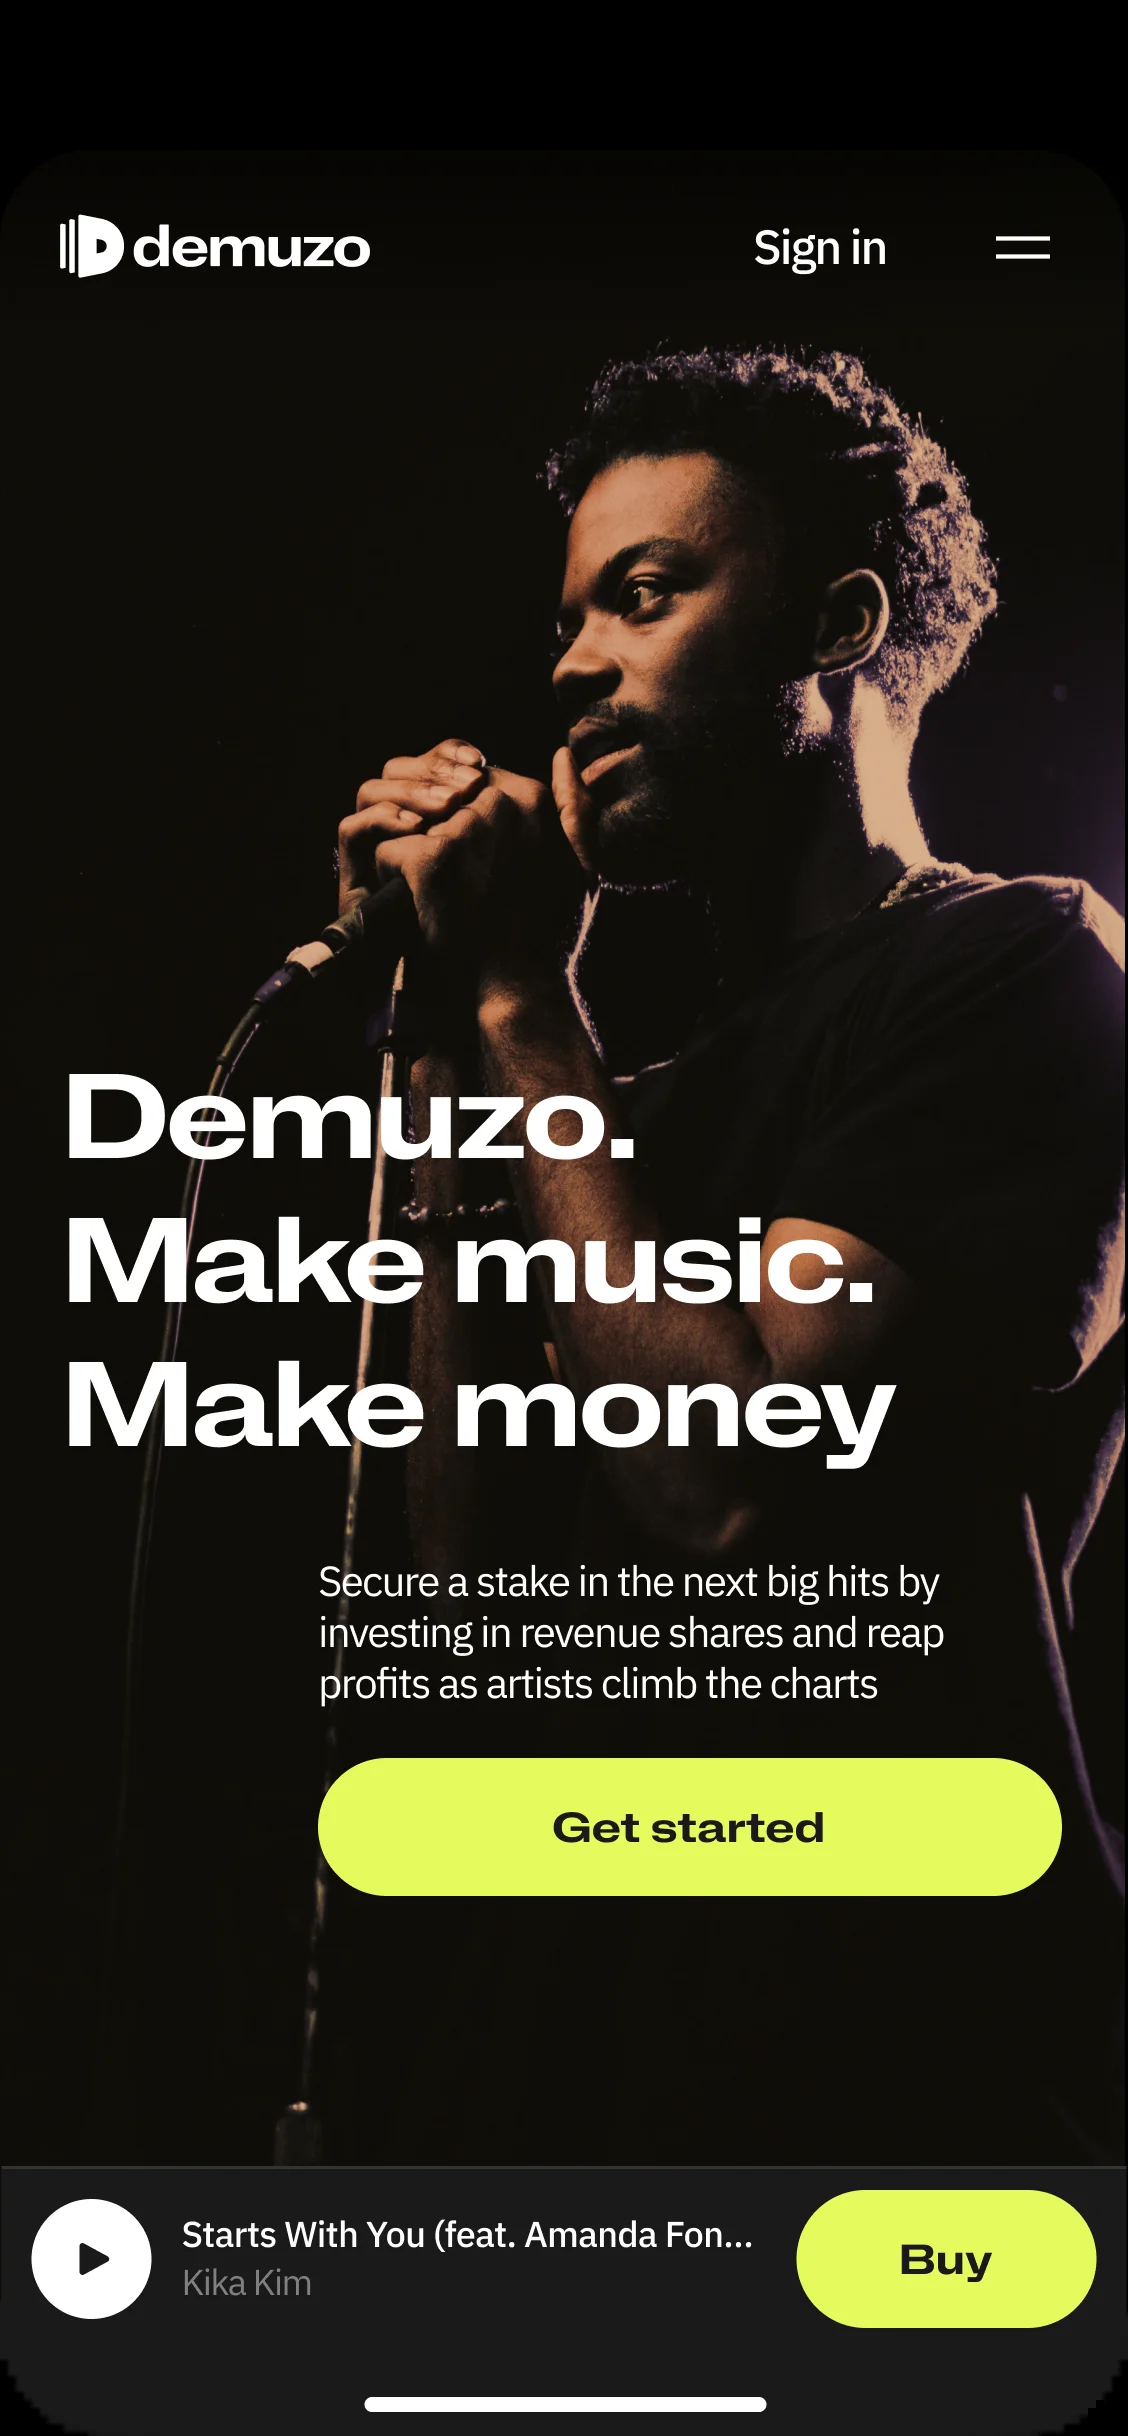 demuzo
Sign in
Demuzo.
Make music.
Make money
Secure a stake in the next big hits by
investing in revenue shares and reap
profits as artists climb the charts
Get started
Starts With You (feat. Amanda Fon...
Kika Kim
Buy